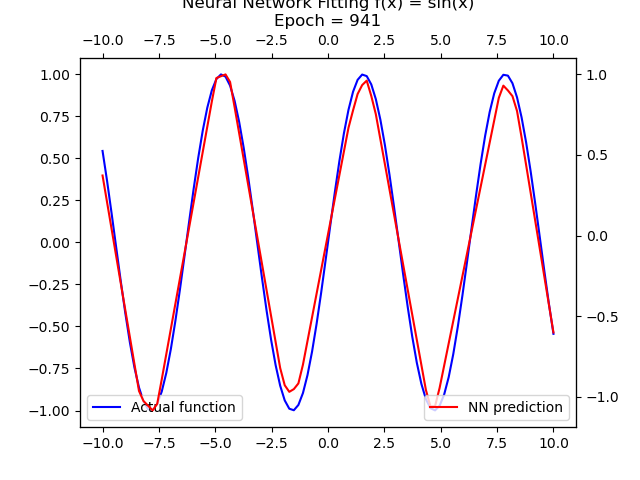 Neural Network Fitting f(x) = sin(x)
Epoch = 941
−10.0 −7.5 −5.0 −2.5 0.0 2.5 5.0 7.5 10.0
1.00 1.0
0.75
0.50 0.5
0.25
0.00 0.0
−0.25
−0.50 −0.5
−0.75
−1.00 −1.0
Actual function NN prediction
−10.0 −7.5 −5.0 −2.5 0.0 2.5 5.0 7.5 10.0